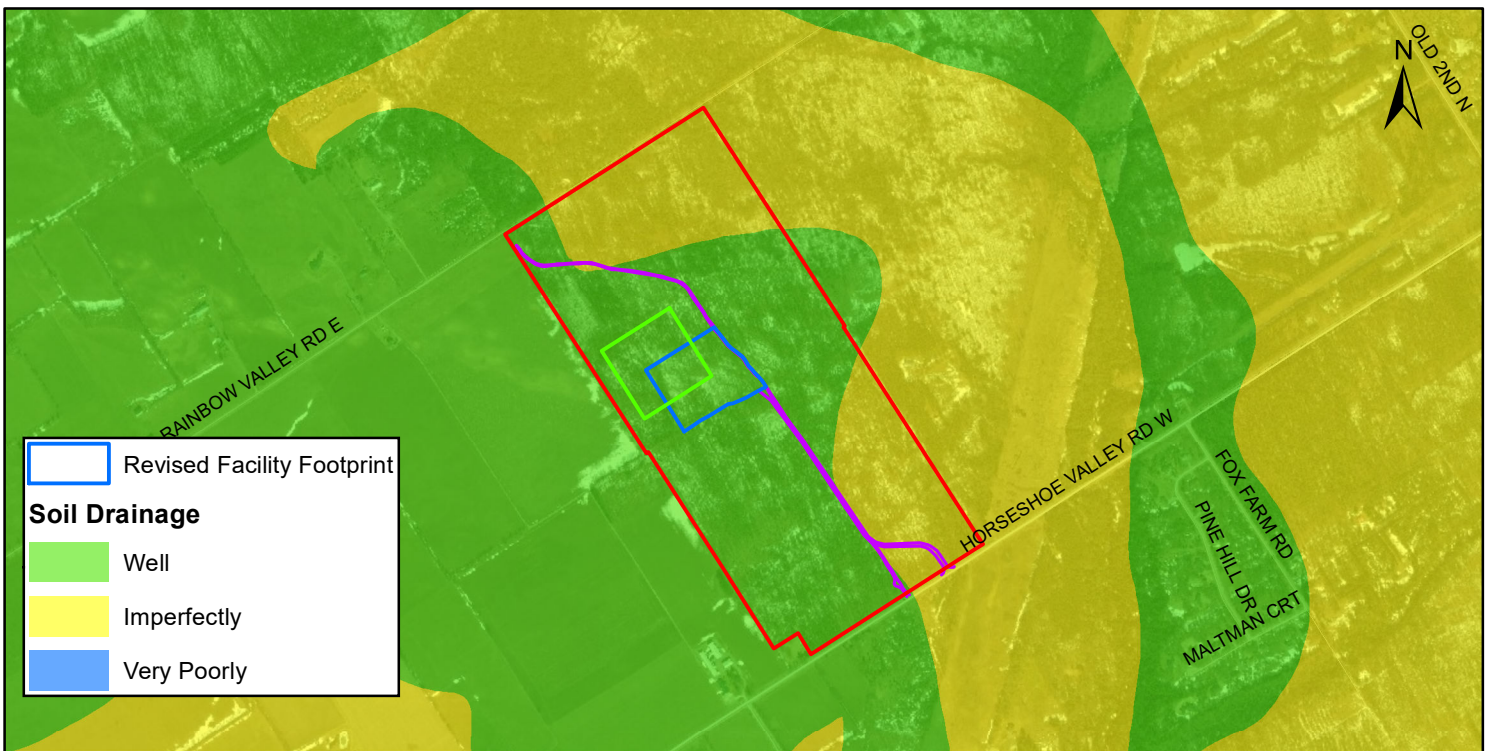 OLD 2ND N
N
RAINBOW VALLEY RD E
HORSESHOE VALLEY RD W
FOX FARM RD
PINE HILL DR
MALTMAN CRT
Revised Facility Footprint
Soil Drainage
Well
Imperfectly
Very Poorly